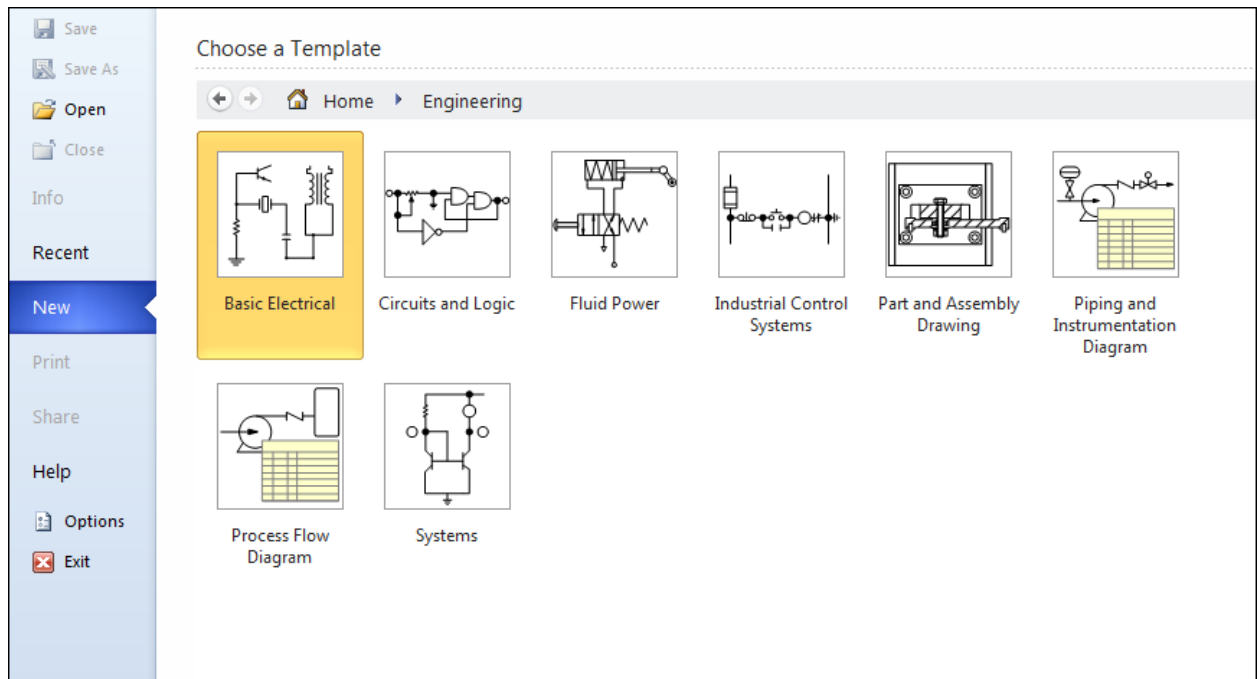 Save
Save As
Open
Close
Info
Recent
New
Print
Share
Help
Options
Exit
Choose a Template
Home Engineering
Basic Electrical
Circuits and Logic
Fluid Power
Industrial Control
Systems
Part and Assembly
Drawing
Piping and
Instrumentation
Diagram
Process Flow
Diagram
Systems